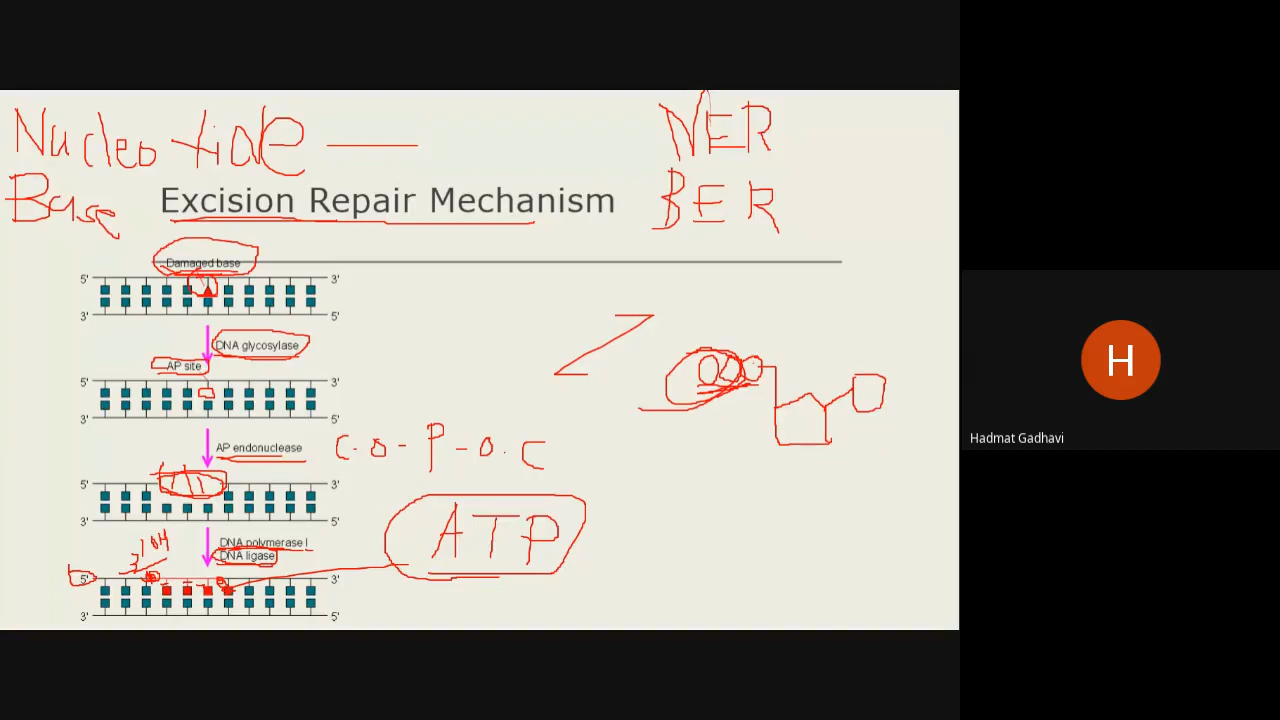 Nucleotide —
NER
Base
Excision Repair Mechanism
BER
Damaged base
5' 3'
3' 5'
DNA glycosylase
AP site
5' 3'
3' 5'
AP endonuclease
C-O-P-O.C
5' 3'
3' 5'
ATP
DNA polymerase I
DNA ligase
3'OH
5' 3'
3' 5'
H
Hadmat Gadhavi